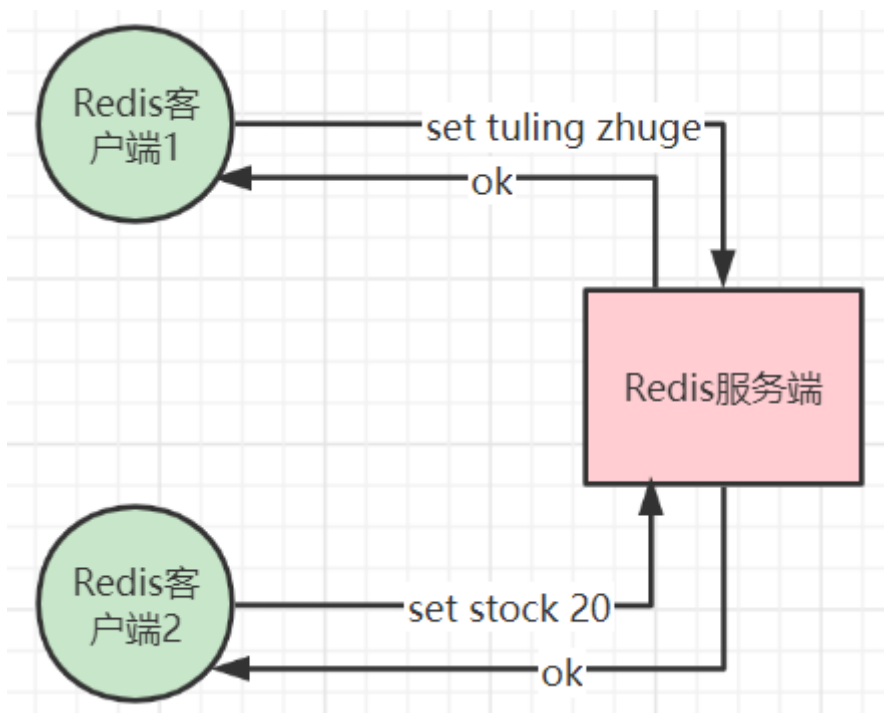 Redis客
户端1
set tuling zhuge
ok
Redis服务端
Redis客
户端2
set stock 20
ok